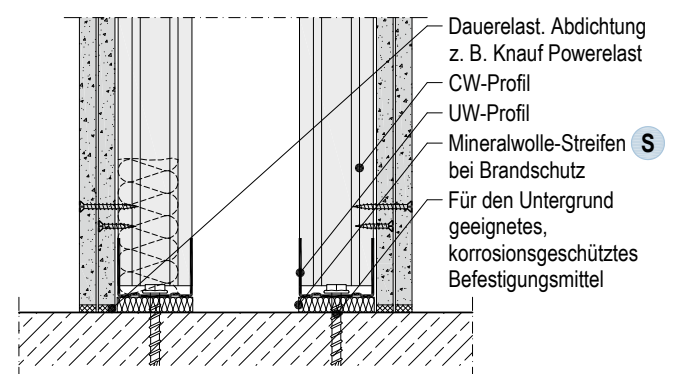 Dauerelast. Abdichtung
z. B. Knauf Powerelast
CW-Profil
UW-Profil
Mineralwolle-Streifen S
bei Brandschutz
Für den Untergrund
geeignetes,
korrosionsgeschütztes
Befestigungsmittel